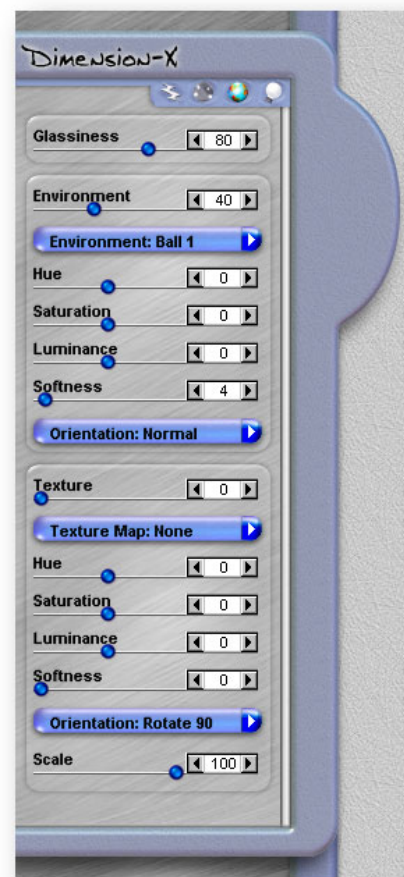 Dimension-X
Glassiness 80
Environment 40
Environment: Ball 1
Hue 0
Saturation 0
Luminance 0
Softness 4
Orientation: Normal
Texture 0
Texture Map: None
Hue 0
Saturation 0
Luminance 0
Softness 0
Orientation: Rotate 90
Scale 100